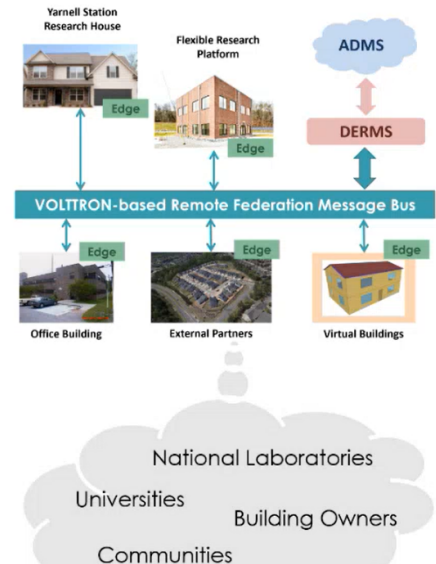 Yarnell Station
Research House
Flexible Research
Platform
ADMS
Edge
Edge
DERMS
VOLTTRON-based Remote Federation Message Bus
Edge
Edge
Edge
Office Building
External Partners
Virtual Buildings
National Laboratories
Universities
Building Owners
Communities